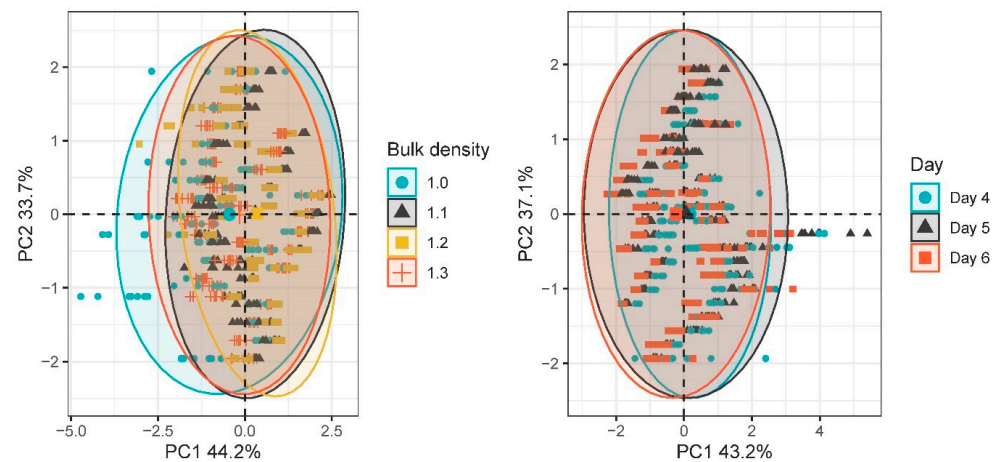 2
1
0
−1
−2
PC2 33.7%
−5.0
−2.5
0.0
2.5
PC1 44.2%
Bulk density
1.0
1.1
1.2
1.3
2
1
0
−1
−2
PC2 37.1%
−2
0
2
4
PC1 43.2%
Day
Day 4
Day 5
Day 6